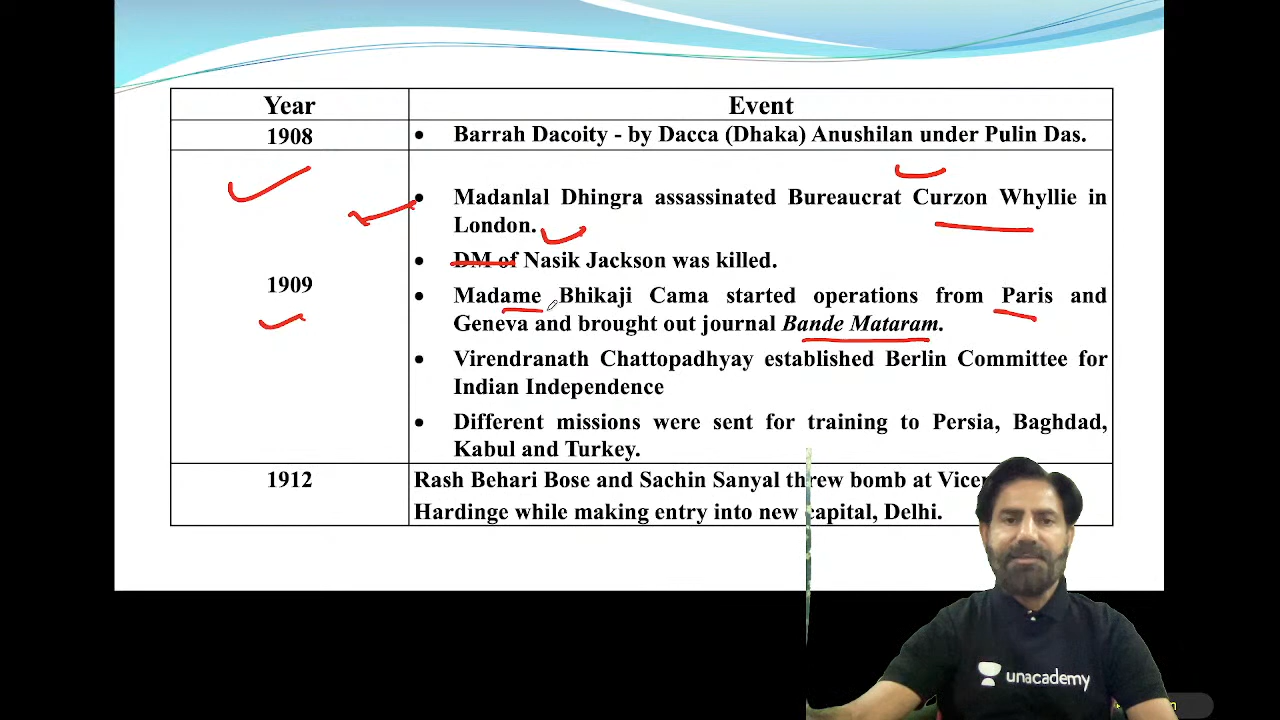 Year Event
1908 • Barrah Dacoity - by Dacca (Dhaka) Anushilan under Pulin Das.
• Madanlal Dhingra assassinated Bureaucrat Curzon Whyllie in
London.
• DM of Nasik Jackson was killed.
1909
• Madame Bhikaji Cama started operations from Paris and
Geneva and brought out journal Bande Mataram.
• Virendranath Chattopadhyay established Berlin Committee for
Indian Independence
• Different missions were sent for training to Persia, Baghdad,
Kabul and Turkey.
1912 Rash Behari Bose and Sachin Sanyal threw bomb at
Hardinge while making entry into new capital, Delhi.
unacademy